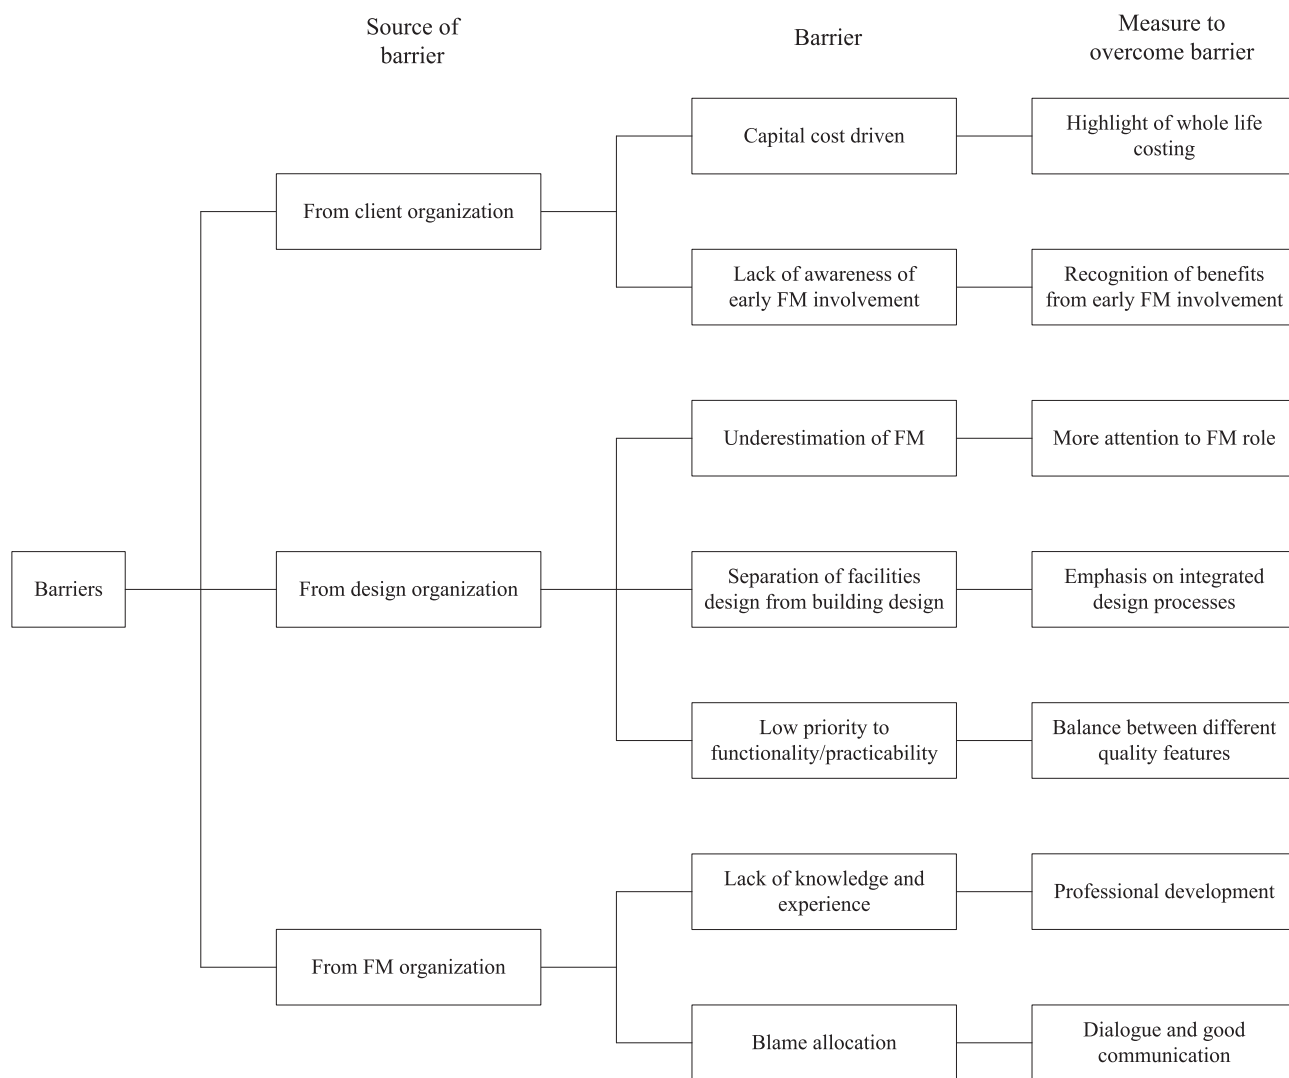 Source of
barrier
Barrier
Measure to
overcome barrier
Capital cost driven
Highlight of whole life
costing
From client organization
Lack of awareness of
early FM involvement
Recognition of benefits
from early FM involvement
Underestimation of FM
More attention to FM role
Barriers
From design organization
Separation of facilities
design from building design
Emphasis on integrated
design processes
Low priority to
functionality/practicability
Balance between different
quality features
Lack of knowledge and
experience
Professional development
From FM organization
Blame allocation
Dialogue and good
communication